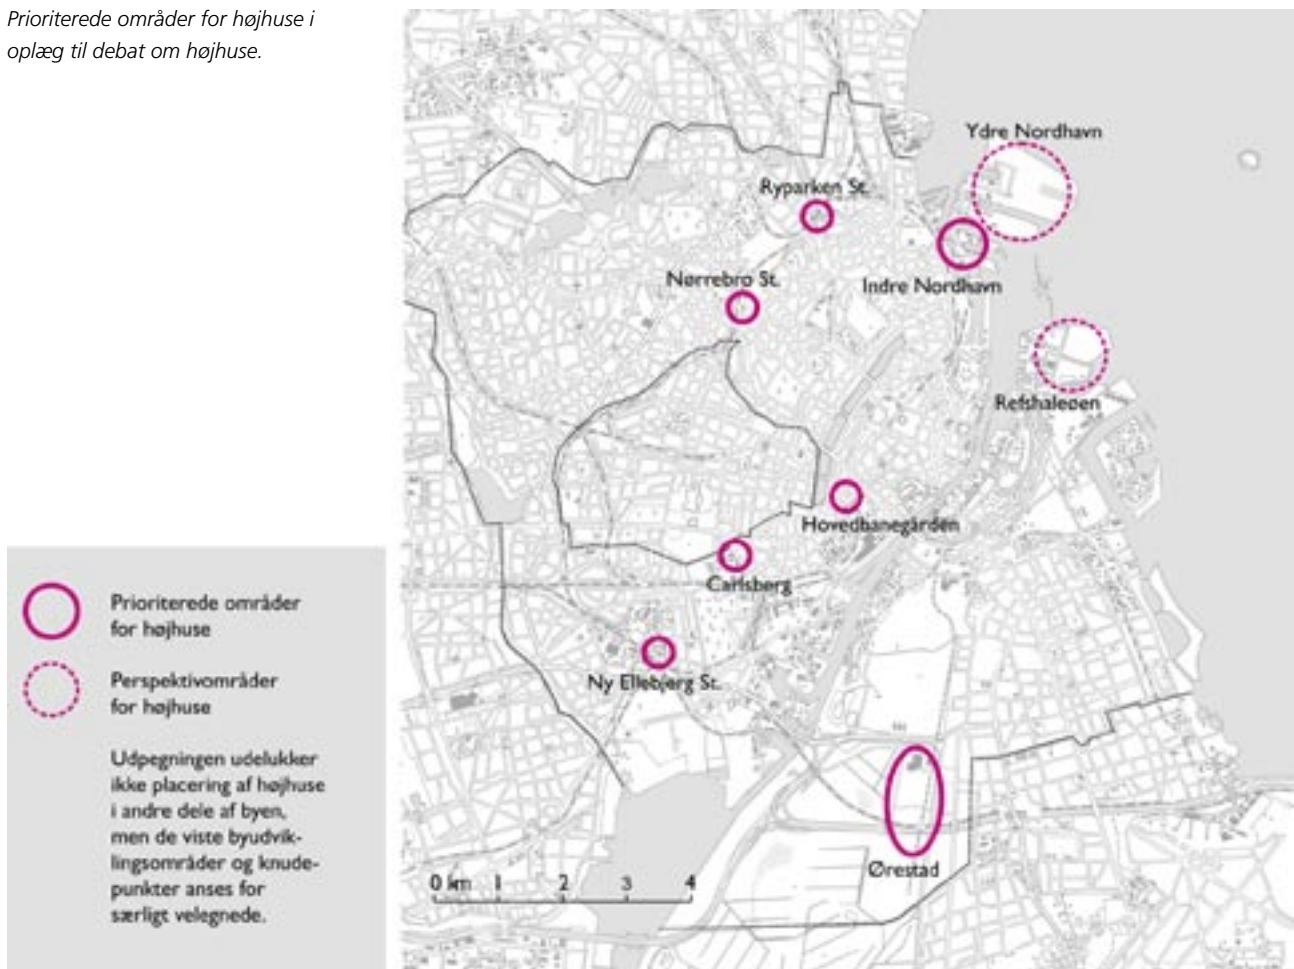 Prioriterede områder for højhuse i
oplæg til debat om højhuse.
Ydre Nordhavn
Ryparken St.
Indre Nordhavn
Nørrebro St.
Refshaleøen
Hovedbanegården
Carlsberg
Ny Ellebjerg St.
Ørestad
0 km 1 2 3 4
Prioriterede områder
for højhuse
Perspektivområder
for højhuse
Udpegningen udelukker
ikke placering af højhuse
i andre dele af byen,
men de viste byudvik-
lingsområder og knude-
punkter anses for
særligt velegnede.